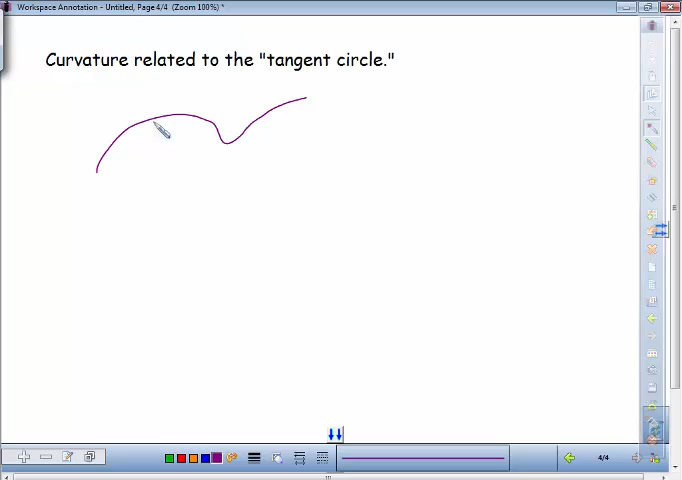 Workspace Annotation - Untitled, Page 4/4 (Zoom 100%) *
Curvature related to the "tangent circle."
4/4